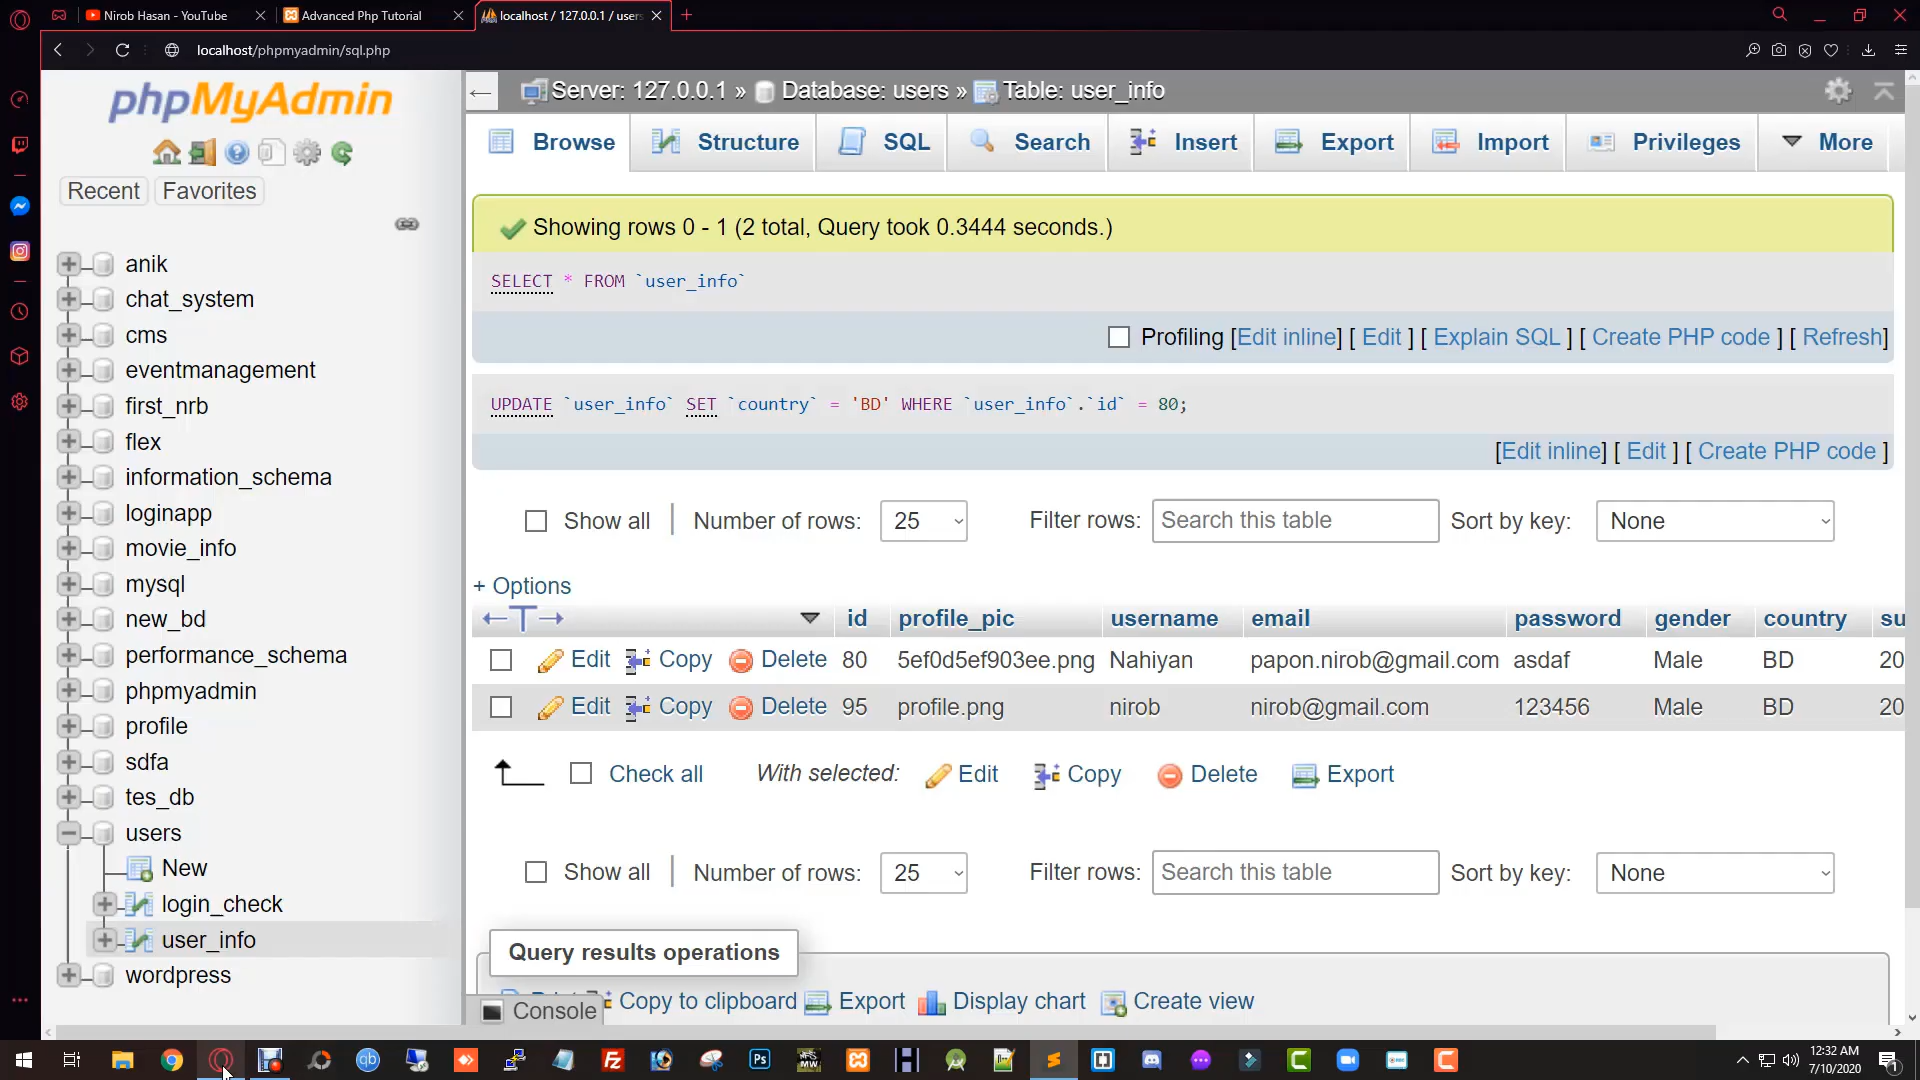 Nirob Hasan - YouTube
Advanced Php Tutorial
localhost / 127.0.0.1 / users
localhost/phpmyadmin/sql.php
phpMyAdmin
Recent
Favorites
anik
chat_system
cms
eventmanagement
first_nrb
flex
information_schema
loginapp
movie_info
mysql
new_bd
performance_schema
phpmyadmin
profile
sdfa
tes_db
users
New
login_check
user_info
wordpress
Server: 127.0.0.1 » Database: users » Table: user_info
Browse Structure SQL Search Insert Export Import Privileges More
Showing rows 0 - 1 (2 total, Query took 0.3444 seconds.)
SELECT * FROM `user_info`
Profiling [Edit inline] [ Edit ] [ Explain SQL ] [ Create PHP code ] [ Refresh]
UPDATE `user_info` SET `country` = 'BD' WHERE `user_info`.`id` = 80;
[Edit inline] [ Edit ] [ Create PHP code ]
Show all Number of rows: 25 Filter rows: Search this table Sort by key: None
+ Options
id profile_pic username email password gender country su
Edit Copy Delete 80 5ef0d5ef903ee.png Nahiyan papon.nirob@gmail.com asdaf Male BD 20
Edit Copy Delete 95 profile.png nirob nirob@gmail.com 123456 Male BD 20
Check all With selected: Edit Copy Delete Export
Show all Number of rows: 25 Filter rows: Search this table Sort by key: None
Query results operations
Copy to clipboard Export Display chart Create view
Console
12:32 AM
7/10/2020